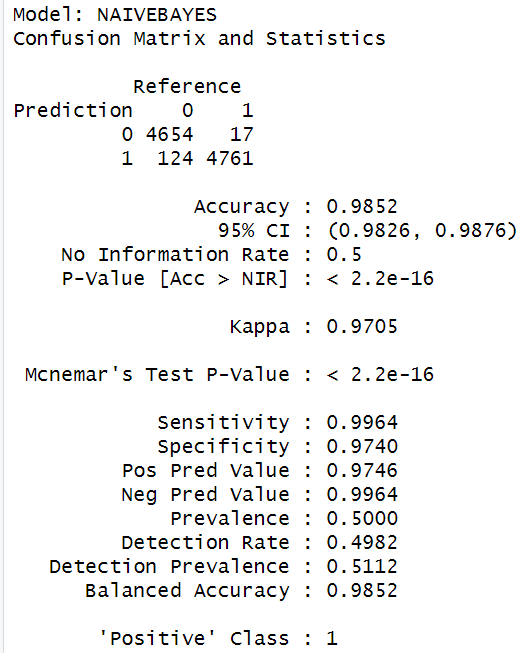 Model: NAIVEBAYES
Confusion Matrix and Statistics
Reference
Prediction 0 1
0 4654 17
1 124 4761
Accuracy : 0.9852
95% CI : (0.9826, 0.9876)
No Information Rate : 0.5
P-Value [Acc > NIR] : < 2.2e-16
Kappa : 0.9705
Mcnemar's Test P-Value : < 2.2e-16
Sensitivity : 0.9964
Specificity : 0.9740
Pos Pred Value : 0.9746
Neg Pred Value : 0.9964
Prevalence : 0.5000
Detection Rate : 0.4982
Detection Prevalence : 0.5112
Balanced Accuracy : 0.9852
'Positive' Class : 1